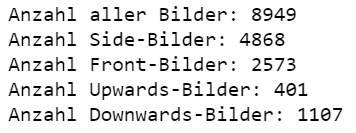 Anzahl aller Bilder: 8949
Anzahl Side-Bilder: 4868
Anzahl Front-Bilder: 2573
Anzahl Upwards-Bilder: 401
Anzahl Downwards-Bilder: 1107